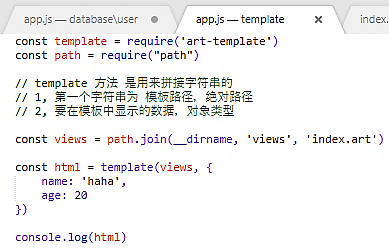 app.js — database\user
app.js — template
index.
const template = require('art-template')
const path = require("path")
// template 方法 是用来拼接字符串的
// 1, 第一个字符串为 模板路径, 绝对路径
// 2, 要在模板中显示的数据, 对象类型
const views = path.join(__dirname, 'views', 'index.art')
const html = template(views, {
    name: 'haha',
    age: 20
})
console.log(html)